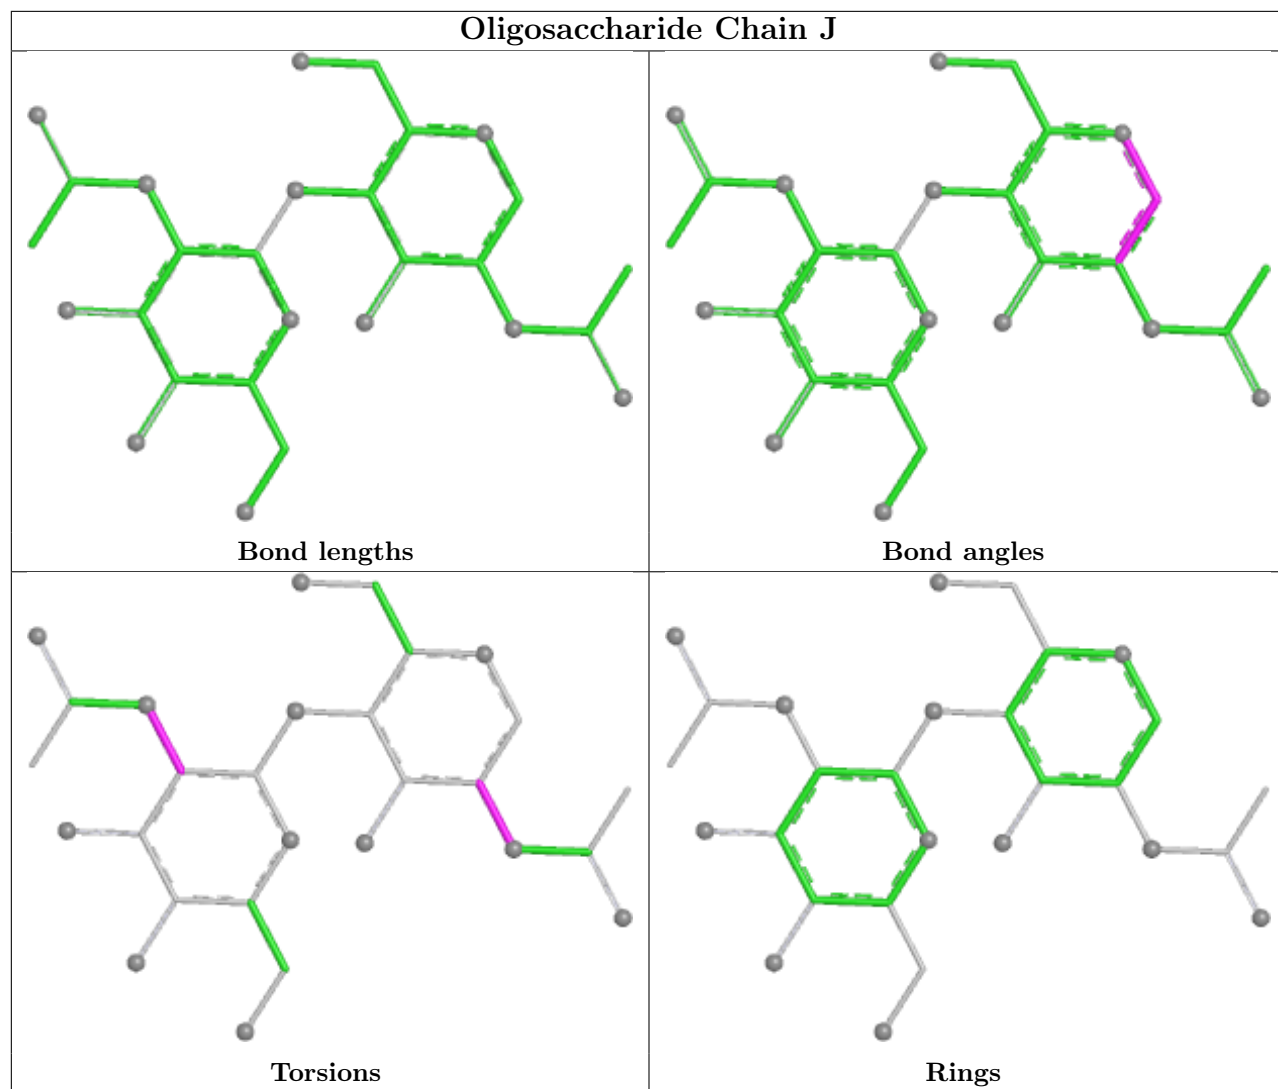 Oligosaccharide Chain J
Bond lengths
Bond angles
Torsions
Rings